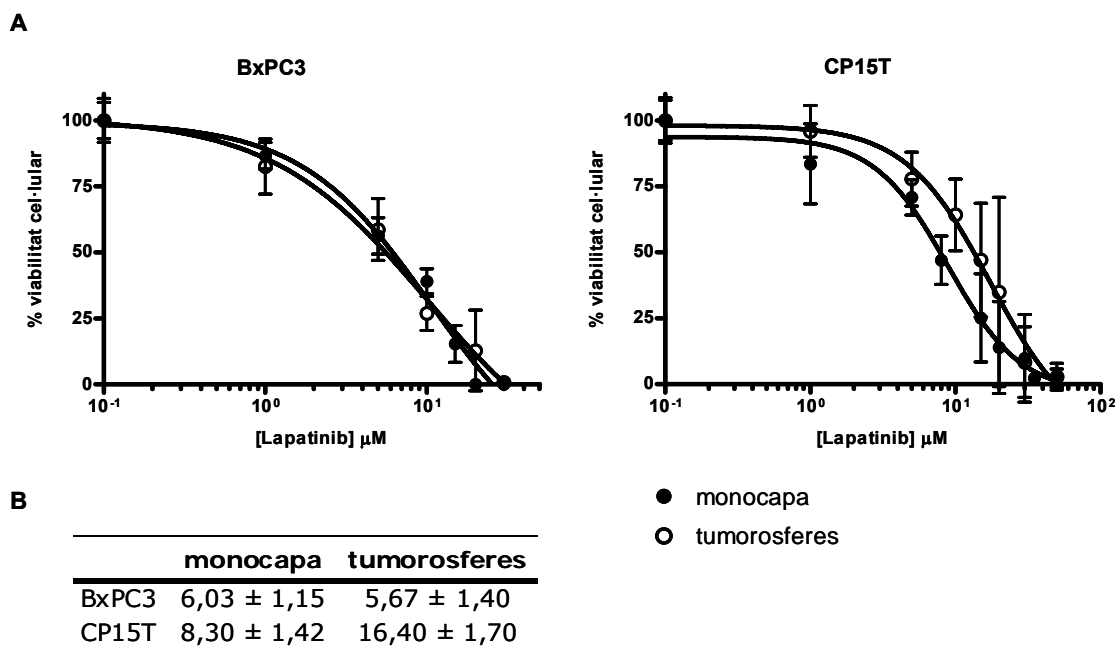 A
BxPC3
% viabilitat cel·lular
100
75
50
25
0
10⁻¹ 10⁰ 10¹
[Lapatinib] μM
CP15T
% viabilitat cel·lular
100
75
50
25
0
10⁻¹ 10⁰ 10¹ 10²
[Lapatinib] μM
monocapa
tumorosferes
B
monocapa tumorosferes
BxPC3 6,03 ± 1,15 5,67 ± 1,40
CP15T 8,30 ± 1,42 16,40 ± 1,70